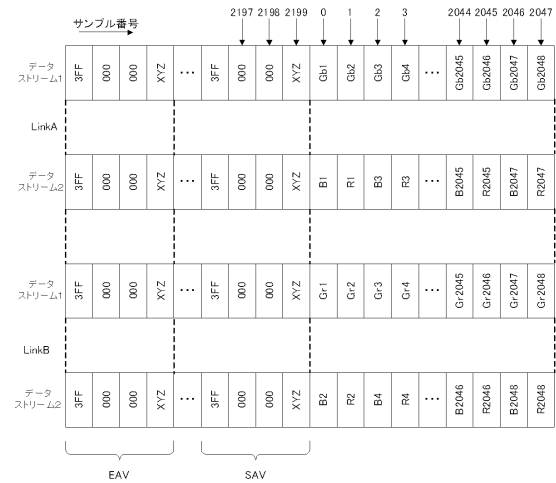 サンプル番号
2197 2198 2199 0 1 2 3 2044 2045 2046 2047
データ
ストリーム1
3FF 000 000 XYZ ··· 3FF 000 000 XYZ Gb1 Gb2 Gb3 Gb4 ··· Gb2045 Gb2046 Gb2047 Gb2048
LinkA
データ
ストリーム2
3FF 000 000 XYZ ··· 3FF 000 000 XYZ B1 R1 B3 R3 ··· B2045 R2045 B2047 R2047
データ
ストリーム1
3FF 000 000 XYZ ··· 3FF 000 000 XYZ Gr1 Gr2 Gr3 Gr4 ··· Gr2045 Gr2046 Gr2047 Gr2048
LinkB
データ
ストリーム2
3FF 000 000 XYZ ··· 3FF 000 000 XYZ B2 R2 B4 R4 ··· B2046 R2046 B2048 R2048
EAV SAV